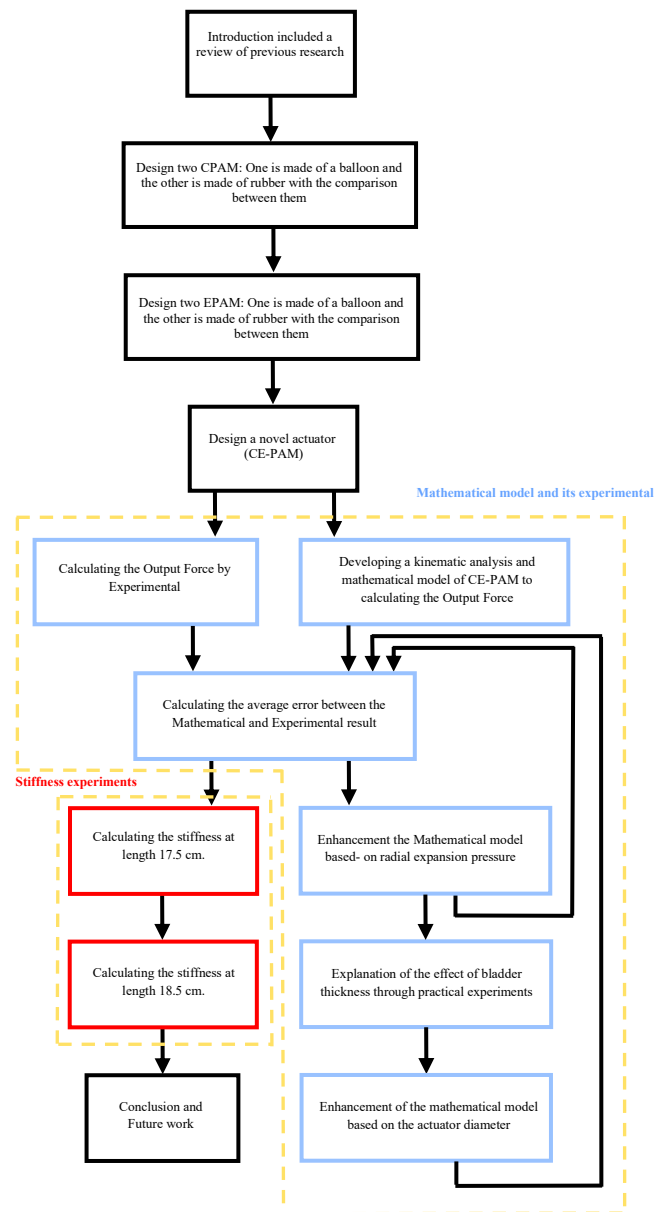 Introduction included a
review of previous research
Design two CPAM: One is made of a balloon and
the other is made of rubber with the comparison
between them
Design two EPAM: One is made of a balloon and
the other is made of rubber with the comparison
between them
Design a novel actuator
(CE-PAM)
Mathematical model and its experimental
Calculating the Output Force by
Experimental
Developing a kinematic analysis and
mathematical model of CE-PAM to
calculating the Output Force
Calculating the average error between the
Mathematical and Experimental result
Stiffness experiments
Calculating the stiffness at
length 17.5 cm.
Enhancement the Mathematical model
based- on radial expansion pressure
Calculating the stiffness at
length 18.5 cm.
Explanation of the effect of bladder
thickness through practical experiments
Conclusion and
Future work
Enhancement of the mathematical model
based on the actuator diameter